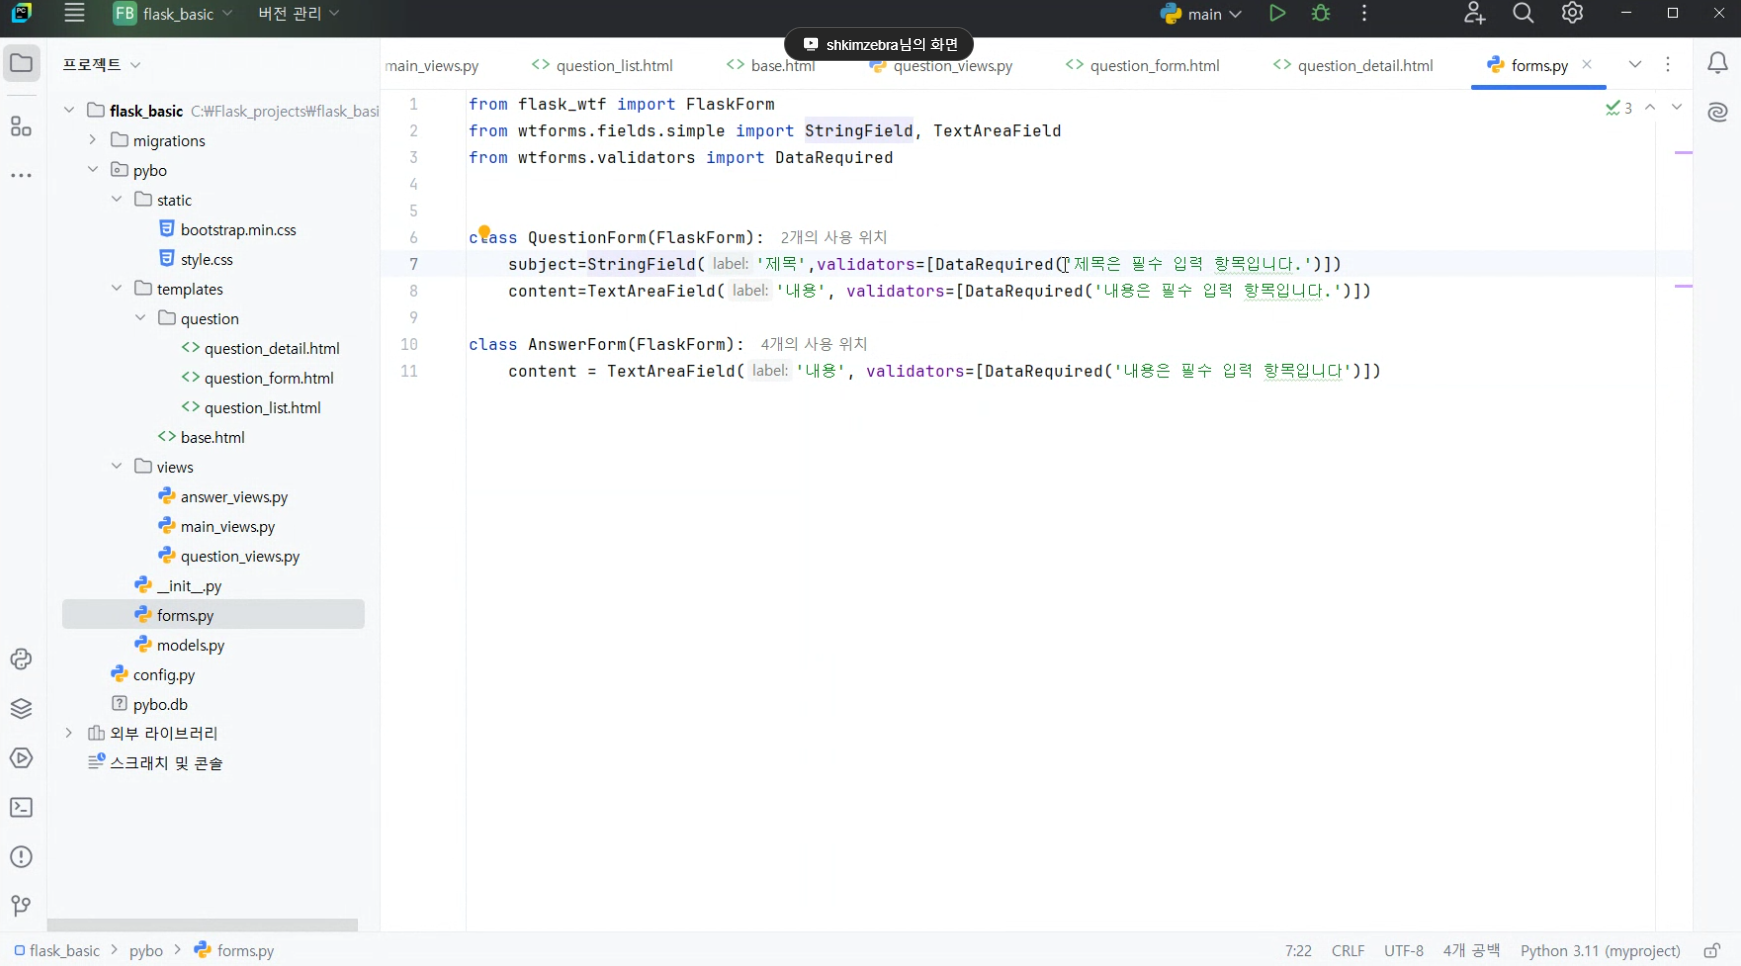 FB flask_basic 버전 관리 main
shkimzebra님의 화면
프로젝트
main_views.py question_list.html base.html question_views.py question_form.html question_detail.html forms.py
flask_basic C:₩Flask_projects₩flask_basi
migrations
pybo
static
bootstrap.min.css
style.css
templates
question
question_detail.html
question_form.html
question_list.html
base.html
views
answer_views.py
main_views.py
question_views.py
__init__.py
forms.py
models.py
config.py
pybo.db
외부 라이브러리
스크래치 및 콘솔
3
1 from flask_wtf import FlaskForm
2 from wtforms.fields.simple import StringField, TextAreaField
3 from wtforms.validators import DataRequired
4
5
6 class QuestionForm(FlaskForm): 2개의 사용 위치
7 subject=StringField( label: '제목',validators=[DataRequired('제목은 필수 입력 항목입니다.')])
8 content=TextAreaField( label: '내용', validators=[DataRequired('내용은 필수 입력 항목입니다.')])
9
10 class AnswerForm(FlaskForm): 4개의 사용 위치
11 content = TextAreaField( label: '내용', validators=[DataRequired('내용은 필수 입력 항목입니다')])
flask_basic > pybo > forms.py 7:22 CRLF UTF-8 4개 공백 Python 3.11 (myproject)